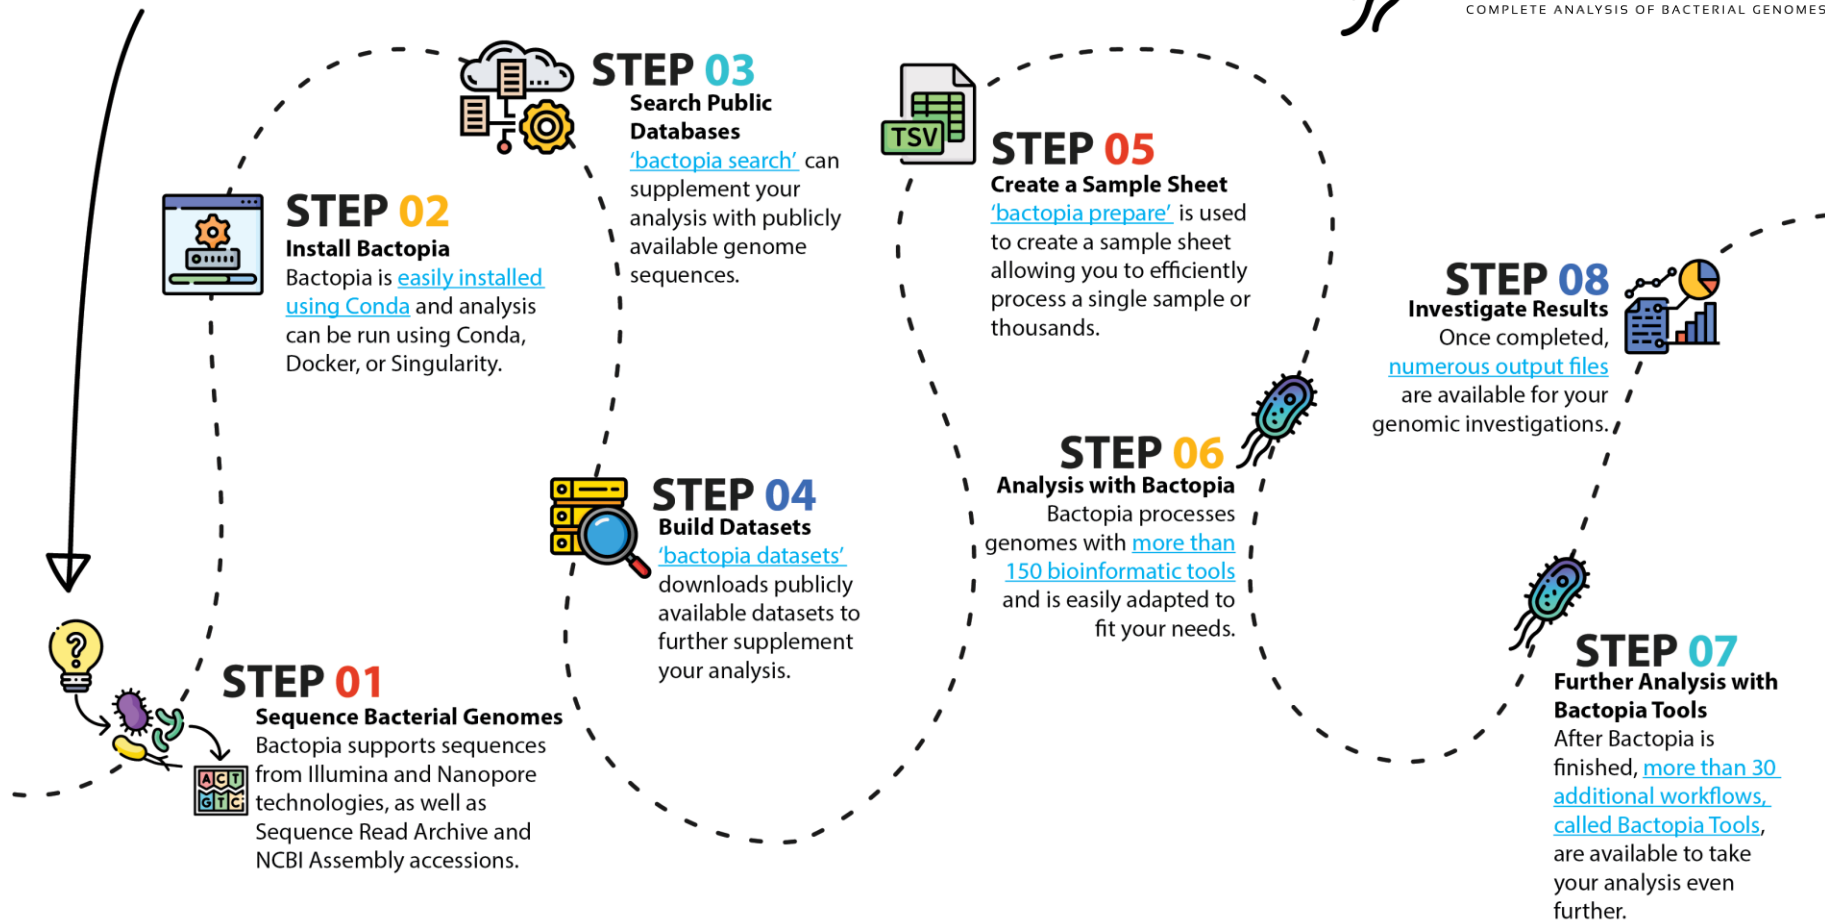 COMPLETE ANALYSIS OF BACTERIAL GENOMES
STEP 01
Sequence Bacterial Genomes
Bactopia supports sequences
from Illumina and Nanopore
technologies, as well as
Sequence Read Archive and
NCBI Assembly accessions.
A C T
G T C
STEP 02
Install Bactopia
Bactopia is easily installed
using Conda and analysis
can be run using Conda,
Docker, or Singularity.
STEP 03
Search Public
Databases
‘bactopia search’ can
supplement your
analysis with publicly
available genome
sequences.
STEP 04
Build Datasets
‘bactopia datasets’
downloads publicly
available datasets to
further supplement
your analysis.
TSV
STEP 05
Create a Sample Sheet
‘bactopia prepare’ is used
to create a sample sheet
allowing you to efficiently
process a single sample or
thousands.
STEP 06
Analysis with Bactopia
Bactopia processes
genomes with more than
150 bioinformatic tools
and is easily adapted to
fit your needs.
STEP 07
Further Analysis with
Bactopia Tools
After Bactopia is
finished, more than 30
additional workflows,
called Bactopia Tools,
are available to take
your analysis even
further.
STEP 08
Investigate Results
Once completed,
numerous output files
are available for your
genomic investigations.
?